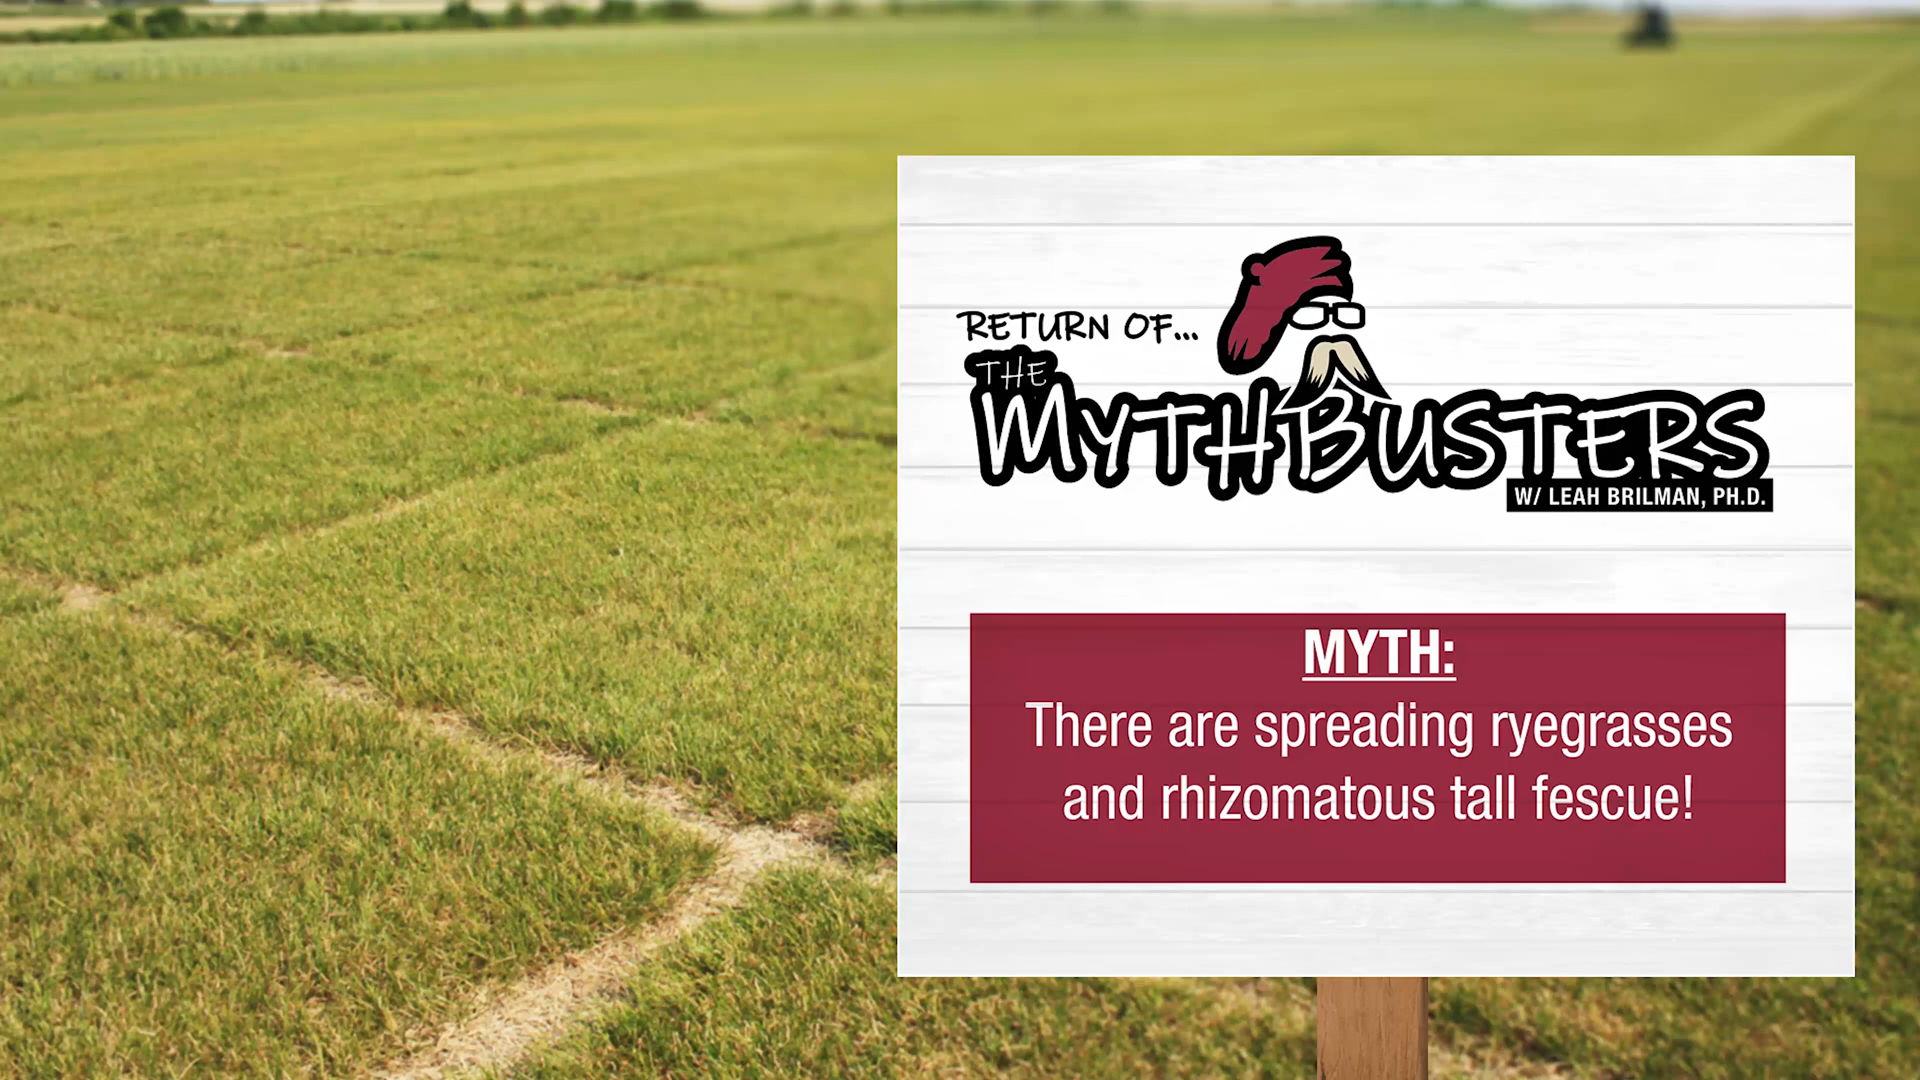 RETURN OF...
THE
MYTHBUSTERS
W/ LEAH BRILMAN, PH.D.
MYTH:
There are spreading ryegrasses
and rhizomatous tall fescue!